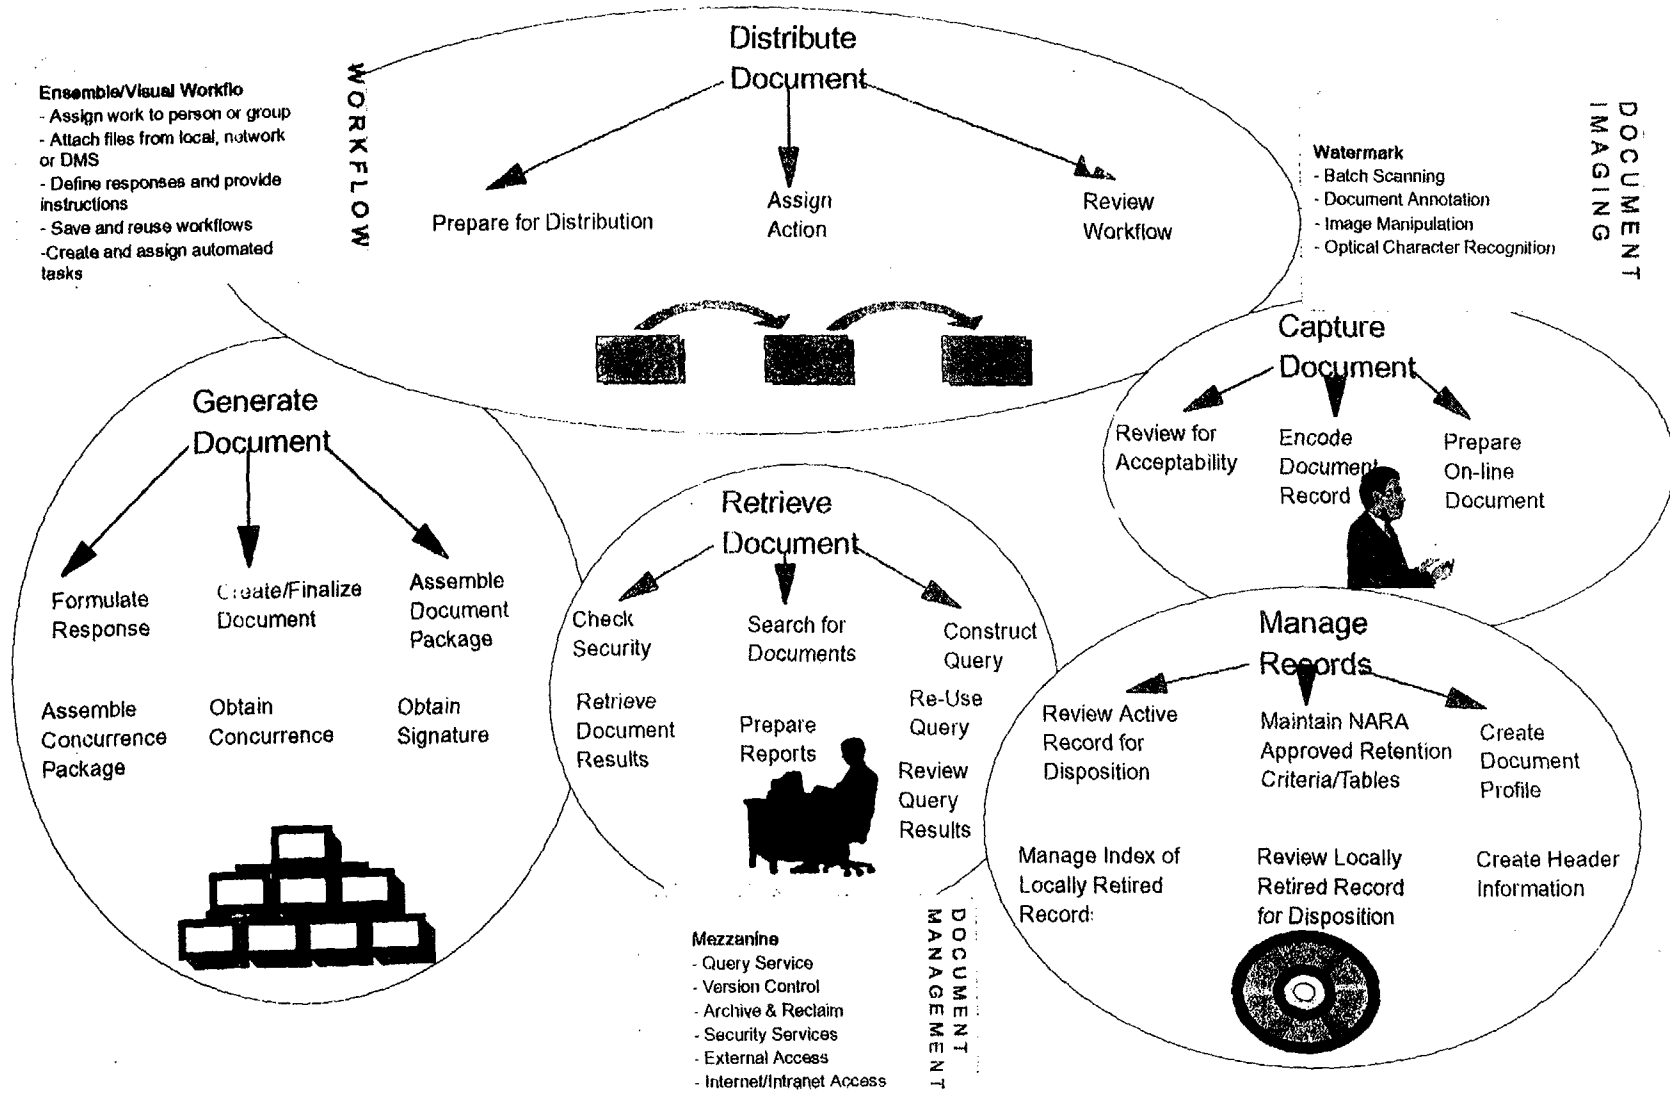 Distribute
Document
Prepare for Distribution
Assign
Action
Review
Workflow
Ensemble/Visual Workflo
- Assign work to person or group
- Attach files from local, network
or DMS
- Define responses and provide
instructions
- Save and reuse workflows
-Create and assign automated
tasks
WORKFLOW
Watermark
- Batch Scanning
- Document Annotation
- Image Manipulation
- Optical Character Recognition
DOCUMENT
IMAGING
Capture
Document
Review for
Acceptability
Encode
Document
Record
Prepare
On-line
Document
Generate
Document
Formulate
Response
Create/Finalize
Document
Assemble
Document
Package
Assemble
Concurrence
Package
Obtain
Concurrence
Obtain
Signature
Retrieve
Document
Check
Security
Search for
Documents
Construct
Query
Retrieve
Document
Results
Prepare
Reports
Re-Use
Query
Review
Query
Results
Manage
Records
Review Active
Record for
Disposition
Maintain NARA
Approved Retention
Criteria/Tables
Create
Document
Profile
Manage Index of
Locally Retired
Record:
Review Locally
Retired Record
for Disposition
Create Header
Information
Mezzanine
- Query Service
- Version Control
- Archive & Reclaim
- Security Services
- External Access
- Internet/Intranet Access
DOCUMENT
MANAGEMENT